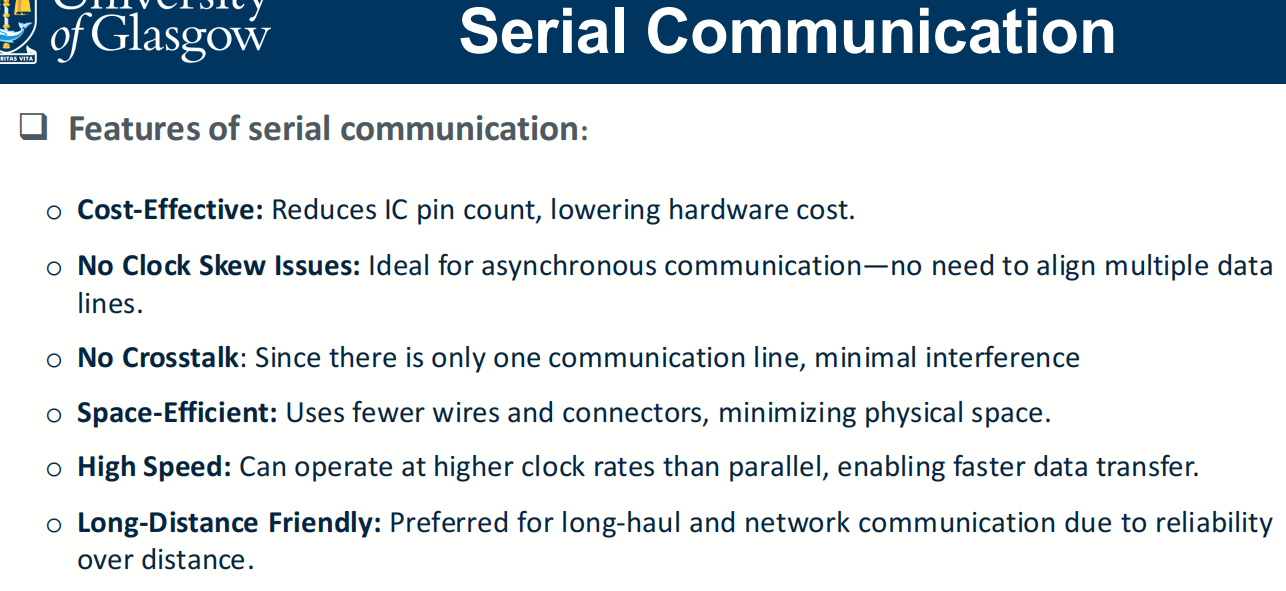 University
of Glasgow
RITAS VITA
Serial Communication
❑ Features of serial communication:
o Cost-Effective: Reduces IC pin count, lowering hardware cost.
o No Clock Skew Issues: Ideal for asynchronous communication—no need to align multiple data
lines.
o No Crosstalk: Since there is only one communication line, minimal interference
o Space-Efficient: Uses fewer wires and connectors, minimizing physical space.
o High Speed: Can operate at higher clock rates than parallel, enabling faster data transfer.
o Long-Distance Friendly: Preferred for long-haul and network communication due to reliability
over distance.